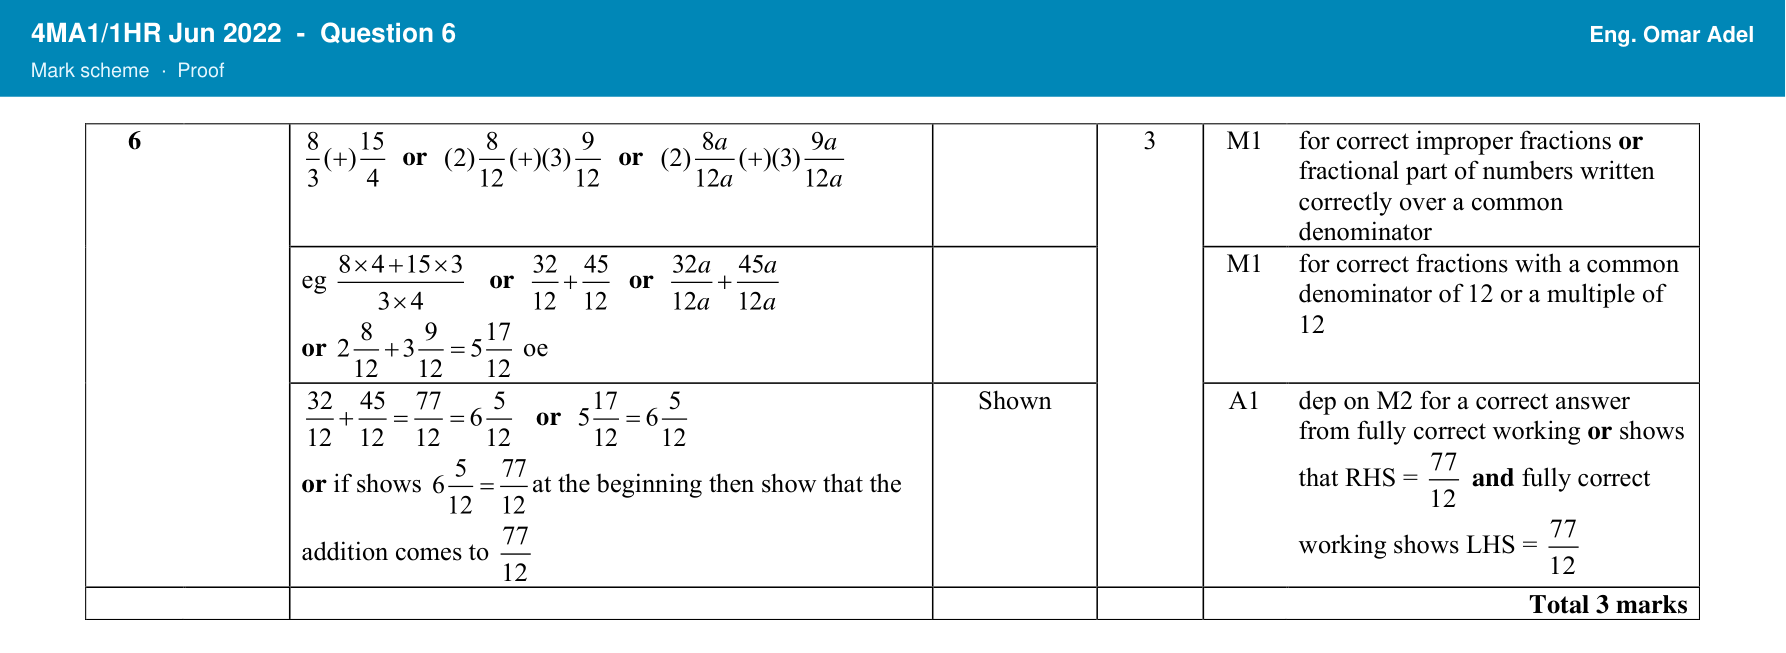 4MA1/1HR Jun 2022 - Question 6
Eng. Omar Adel
Mark scheme · Proof
6
8/3 (+) 15/4 or (2) 8/12 (+)(3) 9/12 or (2) 8a/12a (+)(3) 9a/12a
3
M1 for correct improper fractions or
fractional part of numbers written
correctly over a common
denominator
eg (8×4+15×3)/(3×4) or 32/12 + 45/12 or 32a/12a + 45a/12a
or 2 8/12 + 3 9/12 = 5 17/12 oe
M1 for correct fractions with a common
denominator of 12 or a multiple of
12
32/12 + 45/12 = 77/12 = 6 5/12 or 5 17/12 = 6 5/12
or if shows 6 5/12 = 77/12 at the beginning then show that the
addition comes to 77/12
Shown
A1 dep on M2 for a correct answer
from fully correct working or shows
that RHS = 77/12 and fully correct
working shows LHS = 77/12
Total 3 marks